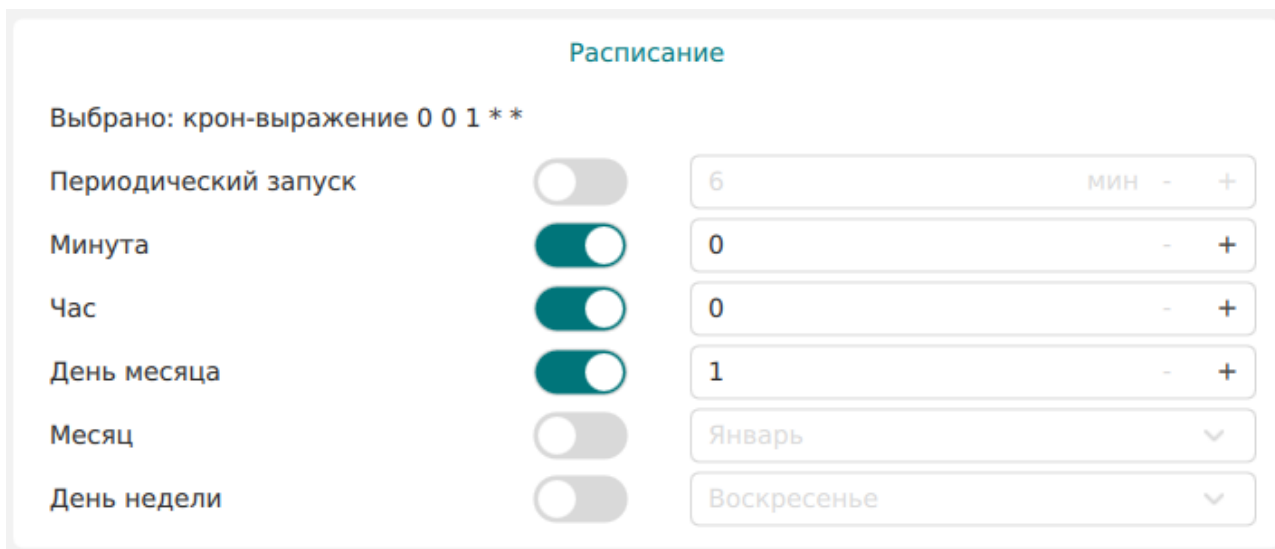 Расписание
Выбрано: крон-выражение 0 0 1 * *
Периодический запуск 6 мин - +
Минута 0 - +
Час 0 - +
День месяца 1 - +
Месяц Январь
День недели Воскресенье